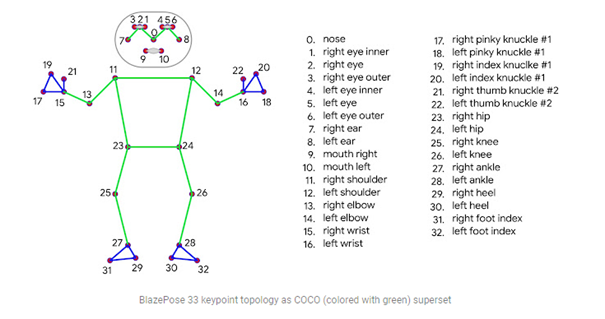 321 456
7 0 8
9 10
19 21 11 12 22 20
17 15 13 14 16 18
23 24
25 26
27 28
31 29 30 32
0. nose
1. right eye inner
2. right eye
3. right eye outer
4. left eye inner
5. left eye
6. left eye outer
7. right ear
8. left ear
9. mouth right
10. mouth left
11. right shoulder
12. left shoulder
13. right elbow
14. left elbow
15. right wrist
16. left wrist
17. right pinky knuckle #1
18. left pinky knuckle #1
19. right index knuclke #1
20. left index knuckle #1
21. right thumb knuckle #2
22. left thumb knuckle #2
23. right hip
24. left hip
25. right knee
26. left knee
27. right ankle
28. left ankle
29. right heel
30. left heel
31. right foot index
32. left foot index
BlazePose 33 keypoint topology as COCO (colored with green) superset